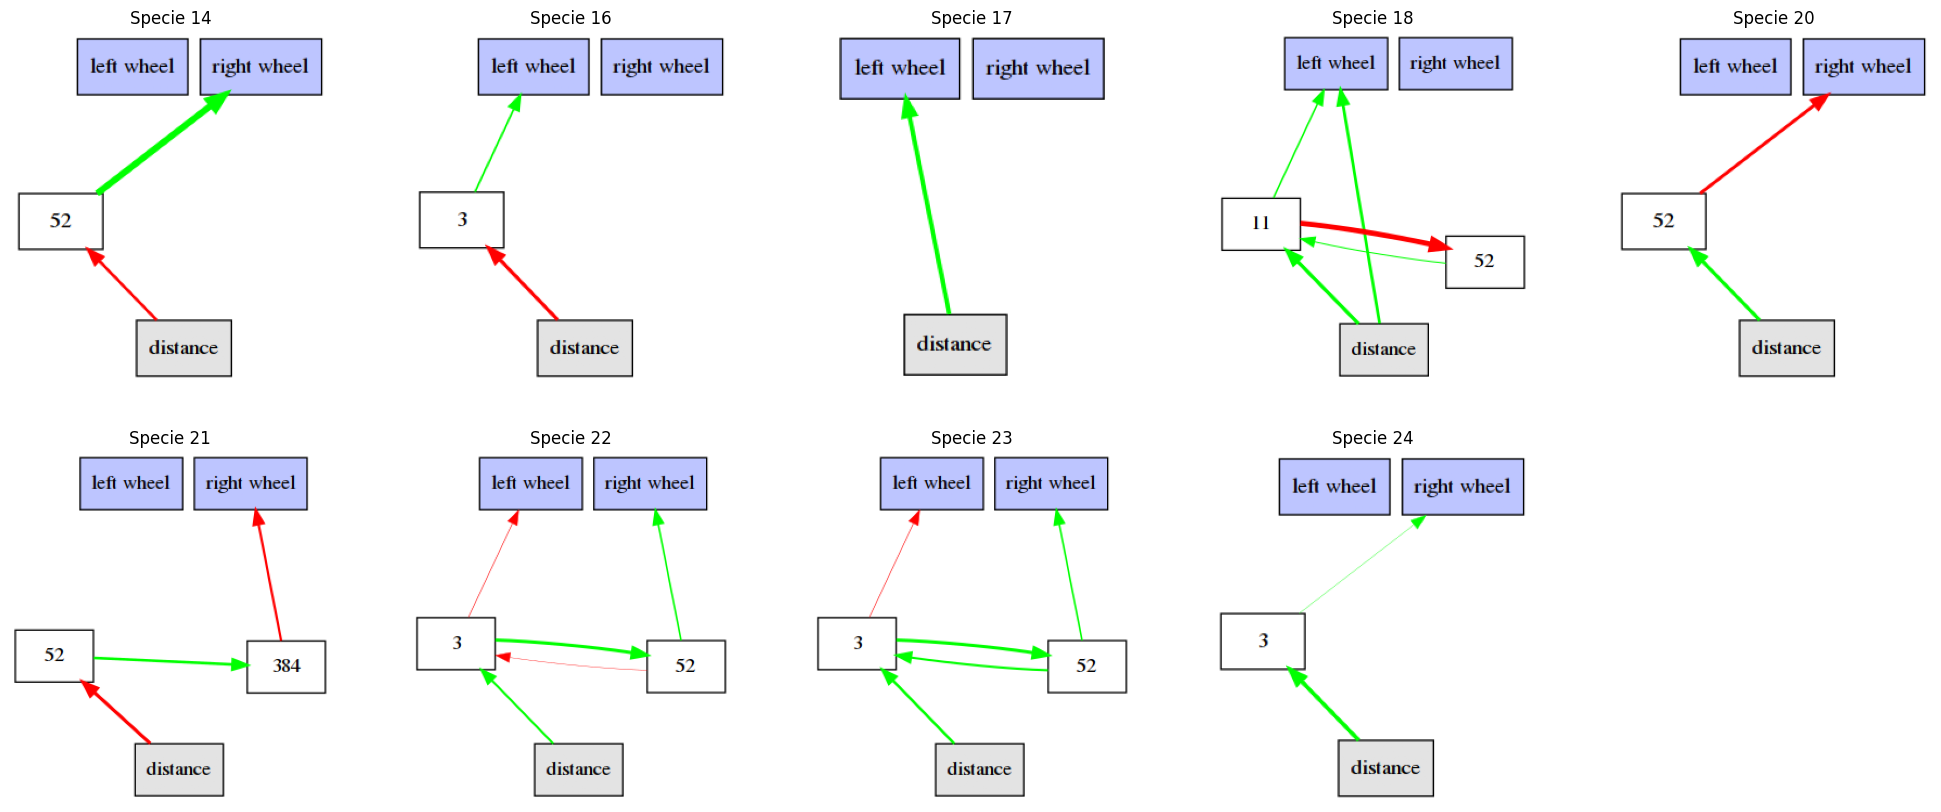 Specie 14
left wheel
right wheel
52
distance
Specie 16
left wheel
right wheel
3
distance
Specie 17
left wheel
right wheel
distance
Specie 18
left wheel
right wheel
11
52
distance
Specie 20
left wheel
right wheel
52
distance
Specie 21
left wheel
right wheel
52
384
distance
Specie 22
left wheel
right wheel
3
52
distance
Specie 23
left wheel
right wheel
3
52
distance
Specie 24
left wheel
right wheel
3
distance